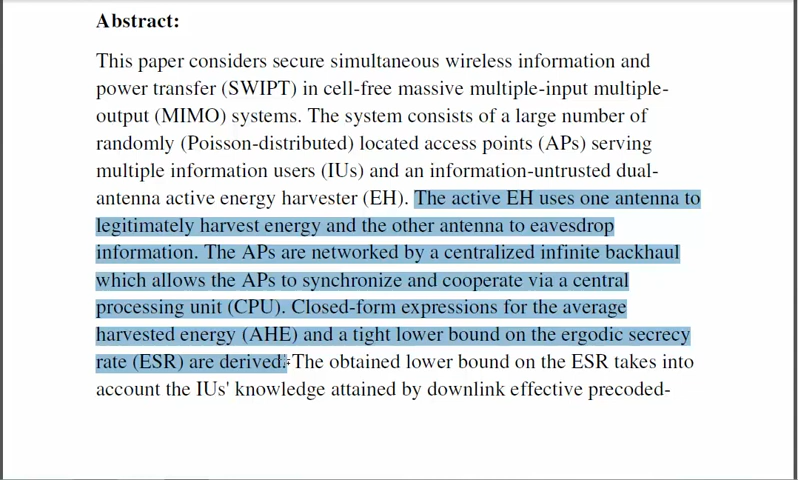 Abstract:
This paper considers secure simultaneous wireless information and
power transfer (SWIPT) in cell-free massive multiple-input multiple-
output (MIMO) systems. The system consists of a large number of
randomly (Poisson-distributed) located access points (APs) serving
multiple information users (IUs) and an information-untrusted dual-
antenna active energy harvester (EH). The active EH uses one antenna to
legitimately harvest energy and the other antenna to eavesdrop
information. The APs are networked by a centralized infinite backhaul
which allows the APs to synchronize and cooperate via a central
processing unit (CPU). Closed-form expressions for the average
harvested energy (AHE) and a tight lower bound on the ergodic secrecy
rate (ESR) are derived. The obtained lower bound on the ESR takes into
account the IUs' knowledge attained by downlink effective precoded-